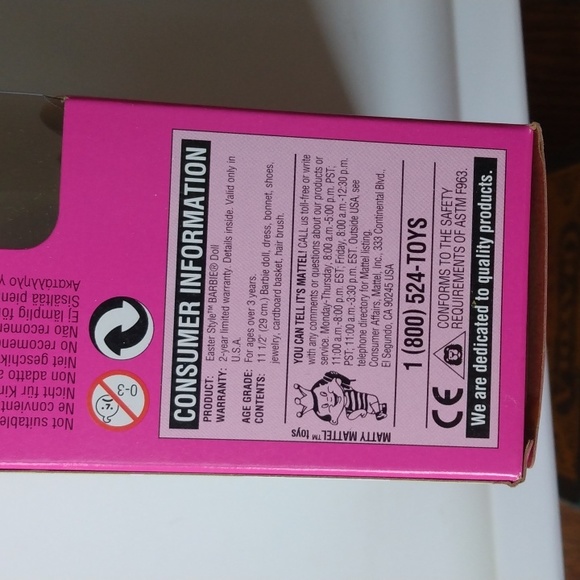 CONSUMER INFORMATION
PRODUCT: Easter Style™ BARBIE® Doll
WARRANTY: 2-year limited warranty. Details inside. Valid only in
U.S.A.
AGE GRADE: For ages over 3 years.
CONTENTS: 11 1/2" (29 cm.) Barbie doll, dress, bonnet, shoes,
jewelry, cardboard basket, hair brush.
MATTY MATTEL™ toys
YOU CAN TELL IT'S MATTEL! CALL us toll-free or write
with any comments or questions about our products or
service. Monday-Thursday, 8:00 a.m.-5:00 p.m. PST;
11:00 a.m.-8:00 p.m. EST; Friday, 8:00 a.m.-12:30 p.m.
PST; 11:00 a.m.-3:30 p.m. EST. Outside USA, see
telephone directory for Mattel listing.
Consumer Affairs, Mattel, Inc., 333 Continental Blvd.,
El Segundo, CA 90245 USA
1 (800) 524-TOYS
CE
CONFORMS TO THE SAFETY
REQUIREMENTS OF ASTM F963.
We are dedicated to quality products.
0-3
Not suitable
Ne convient
Nicht für Kin
Non adatto a
Niet geschik
No recomen
Não recome
Ej lämplig fö
Sisältää pien
Ακατάλληλο γ